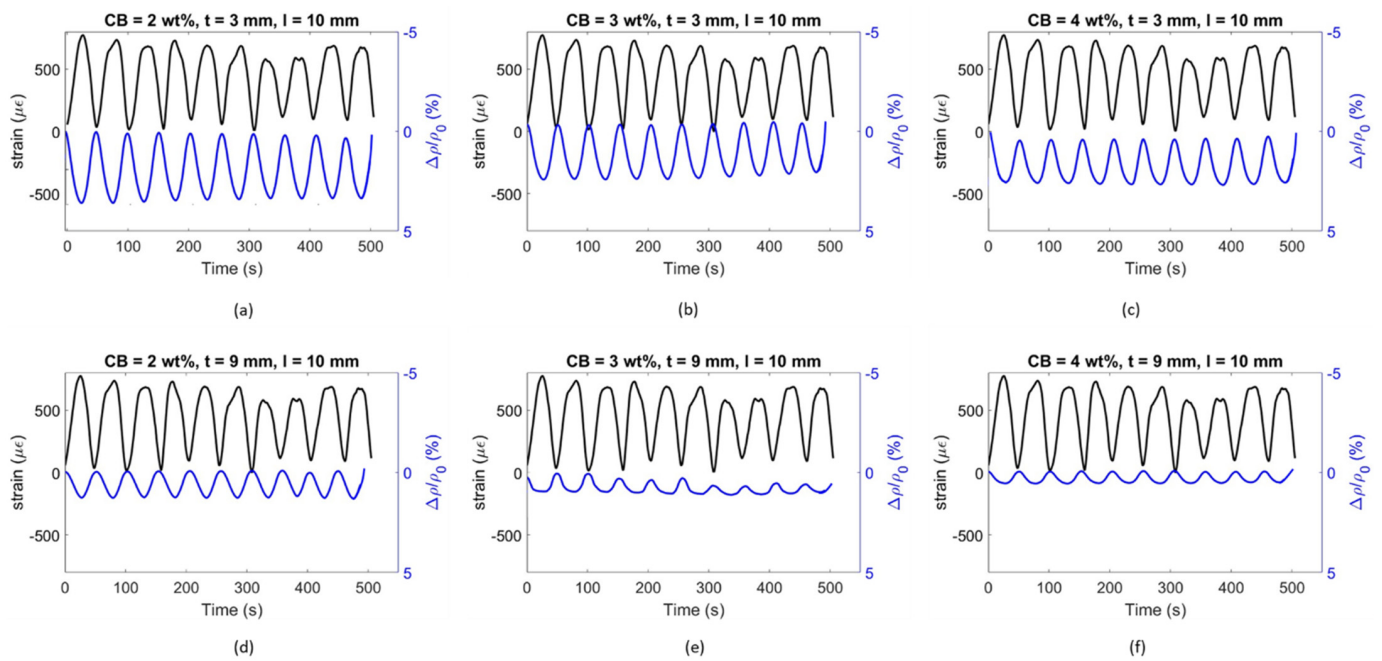 CB = 2 wt%, t = 3 mm, l = 10 mm
500
0
-500
strain (με)
-5
0
5
Δρ/ρ0 (%)
0 100 200 300 400 500
Time (s)
(a)
CB = 3 wt%, t = 3 mm, l = 10 mm
500
0
-500
strain (με)
-5
0
5
Δρ/ρ0 (%)
0 100 200 300 400 500
Time (s)
(b)
CB = 4 wt%, t = 3 mm, l = 10 mm
500
0
-500
strain (με)
-5
0
5
Δρ/ρ0 (%)
0 100 200 300 400 500
Time (s)
(c)
CB = 2 wt%, t = 9 mm, l = 10 mm
500
0
-500
strain (με)
-5
0
5
Δρ/ρ0 (%)
0 100 200 300 400 500
Time (s)
(d)
CB = 3 wt%, t = 9 mm, l = 10 mm
500
0
-500
strain (με)
-5
0
5
Δρ/ρ0 (%)
0 100 200 300 400 500
Time (s)
(e)
CB = 4 wt%, t = 9 mm, l = 10 mm
500
0
-500
strain (με)
-5
0
5
Δρ/ρ0 (%)
0 100 200 300 400 500
Time (s)
(f)